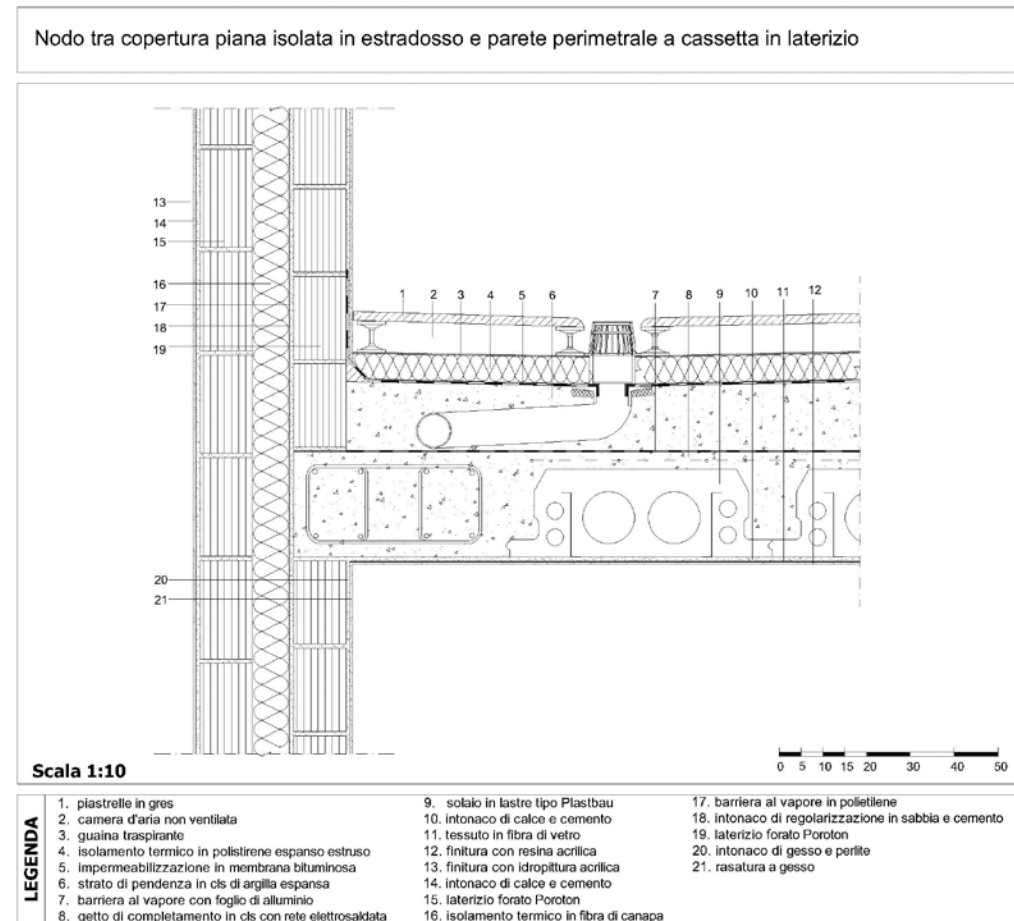 Nodo tra copertura piana isolata in estradosso e parete perimetrale a cassetta in laterizio
13
14
15
16
17
18
19
1 2 3 4 5 6 7 8 9 10 11 12
20
21
Scala 1:10
0 5 10 15 20 30 40 50
LEGENDA
1. piastrelle in gres
2. camera d'aria non ventilata
3. guaina traspirante
4. isolamento termico in polistirene espanso estruso
5. impermeabilizzazione in membrana bituminosa
6. strato di pendenza in cls di argilla espansa
7. barriera al vapore con foglio di alluminio
8. getto di completamento in cls con rete elettrosaldata
9. solaio in lastre tipo Plastbau
10. intonaco di calce e cemento
11. tessuto in fibra di vetro
12. finitura con resina acrilica
13. finitura con idropittura acrilica
14. intonaco di calce e cemento
15. laterizio forato Poroton
16. isolamento termico in fibra di canapa
17. barriera al vapore in polietilene
18. intonaco di regolarizzazione in sabbia e cemento
19. laterizio forato Poroton
20. intonaco di gesso e perlite
21. rasatura a gesso